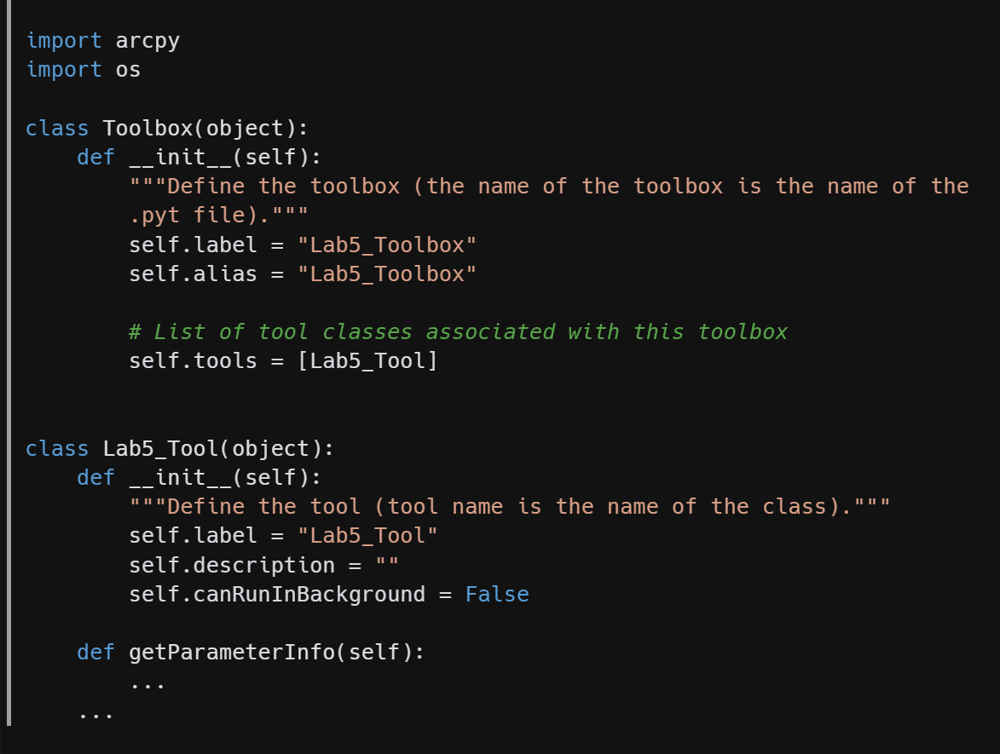 import arcpy
import os
class Toolbox(object):
    def __init__(self):
        """Define the toolbox (the name of the toolbox is the name of the
        .pyt file)."""
        self.label = "Lab5_Toolbox"
        self.alias = "Lab5_Toolbox"
        # List of tool classes associated with this toolbox
        self.tools = [Lab5_Tool]
class Lab5_Tool(object):
    def __init__(self):
        """Define the tool (tool name is the name of the class)."""
        self.label = "Lab5_Tool"
        self.description = ""
        self.canRunInBackground = False
    def getParameterInfo(self):
        ...
    ...